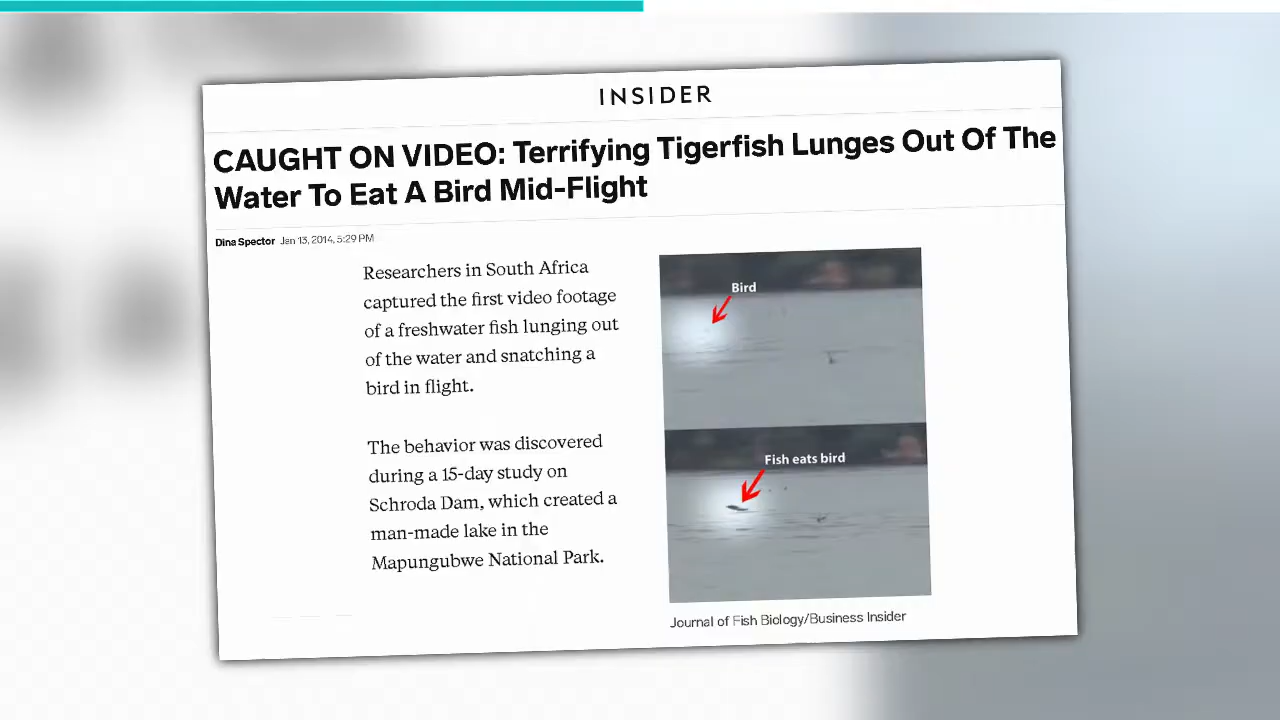 INSIDER
CAUGHT ON VIDEO: Terrifying Tigerfish Lunges Out Of The
Water To Eat A Bird Mid-Flight
Dina Spector Jan 13, 2014, 5:29 PM
Researchers in South Africa
captured the first video footage
of a freshwater fish lunging out
of the water and snatching a
bird in flight.
The behavior was discovered
during a 15-day study on
Schroda Dam, which created a
man-made lake in the
Mapungubwe National Park.
Bird
Fish eats bird
Journal of Fish Biology/Business Insider